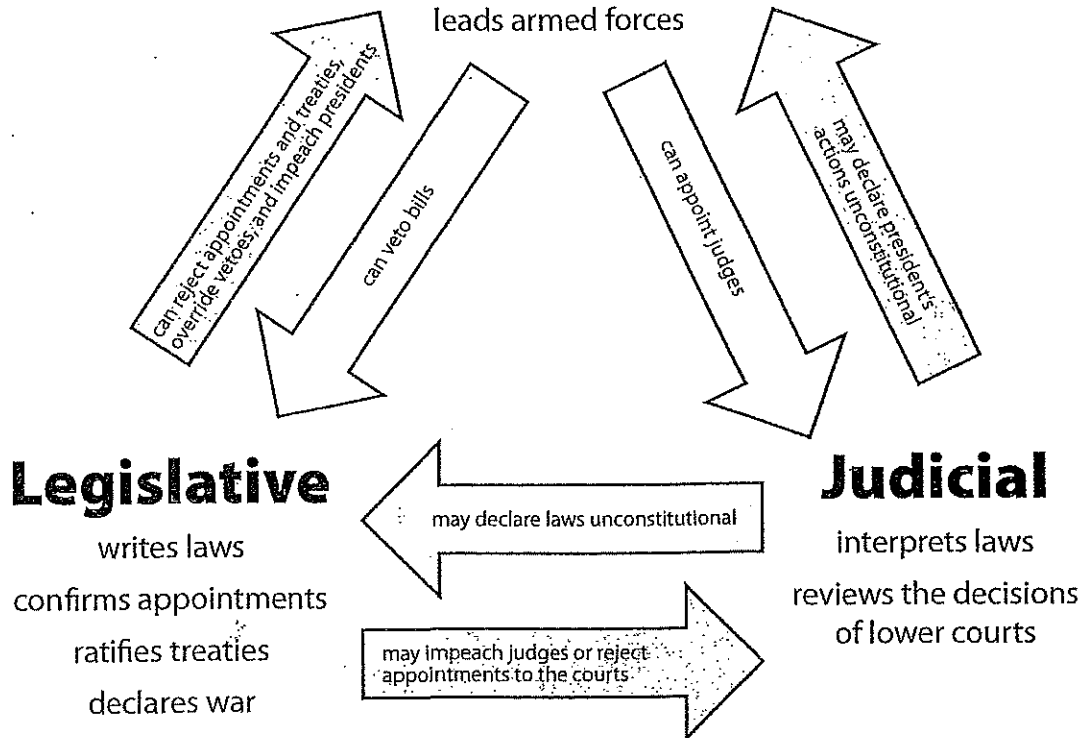 leads armed forces
can reject appointments and treaties,
override vetoes, and impeach presidents
can veto bills
can appoint judges
may declare president's
actions unconstitutional
Legislative
writes laws
confirms appointments
ratifies treaties
declares war
may declare laws unconstitutional
may impeach judges or reject
appointments to the courts
Judicial
interprets laws
reviews the decisions
of lower courts